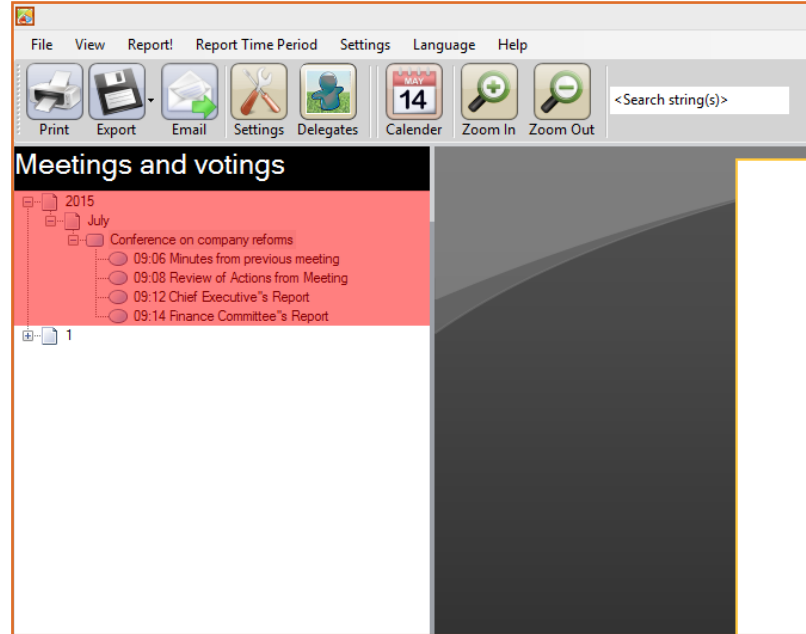 File View Report! Report Time Period Settings Language Help
MAY
14
Print Export Email Settings Delegates Calender Zoom In Zoom Out <Search string(s)>
Meetings and votings
2015
July
Conference on company reforms
09:06 Minutes from previous meeting
09:08 Review of Actions from Meeting
09:12 Chief Executive"s Report
09:14 Finance Committee"s Report
1